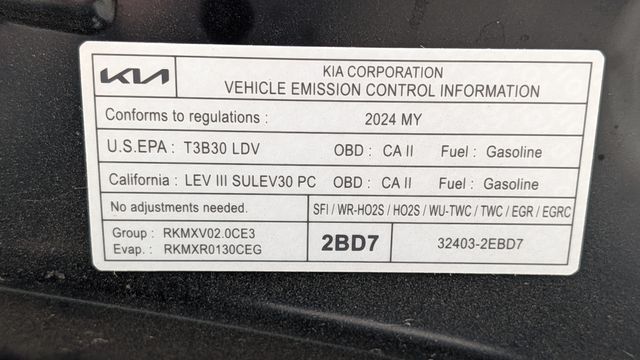 KIA
KIA CORPORATION
VEHICLE EMISSION CONTROL INFORMATION
Conforms to regulations : 2024 MY
U.S.EPA : T3B30 LDV OBD : CA II Fuel : Gasoline
California : LEV III SULEV30 PC OBD : CA II Fuel : Gasoline
No adjustments needed. SFI / WR-HO2S / HO2S / WU-TWC / TWC / EGR / EGRC
Group : RKMXV02.0CE3
Evap. : RKMXR0130CEG
2BD7 32403-2EBD7